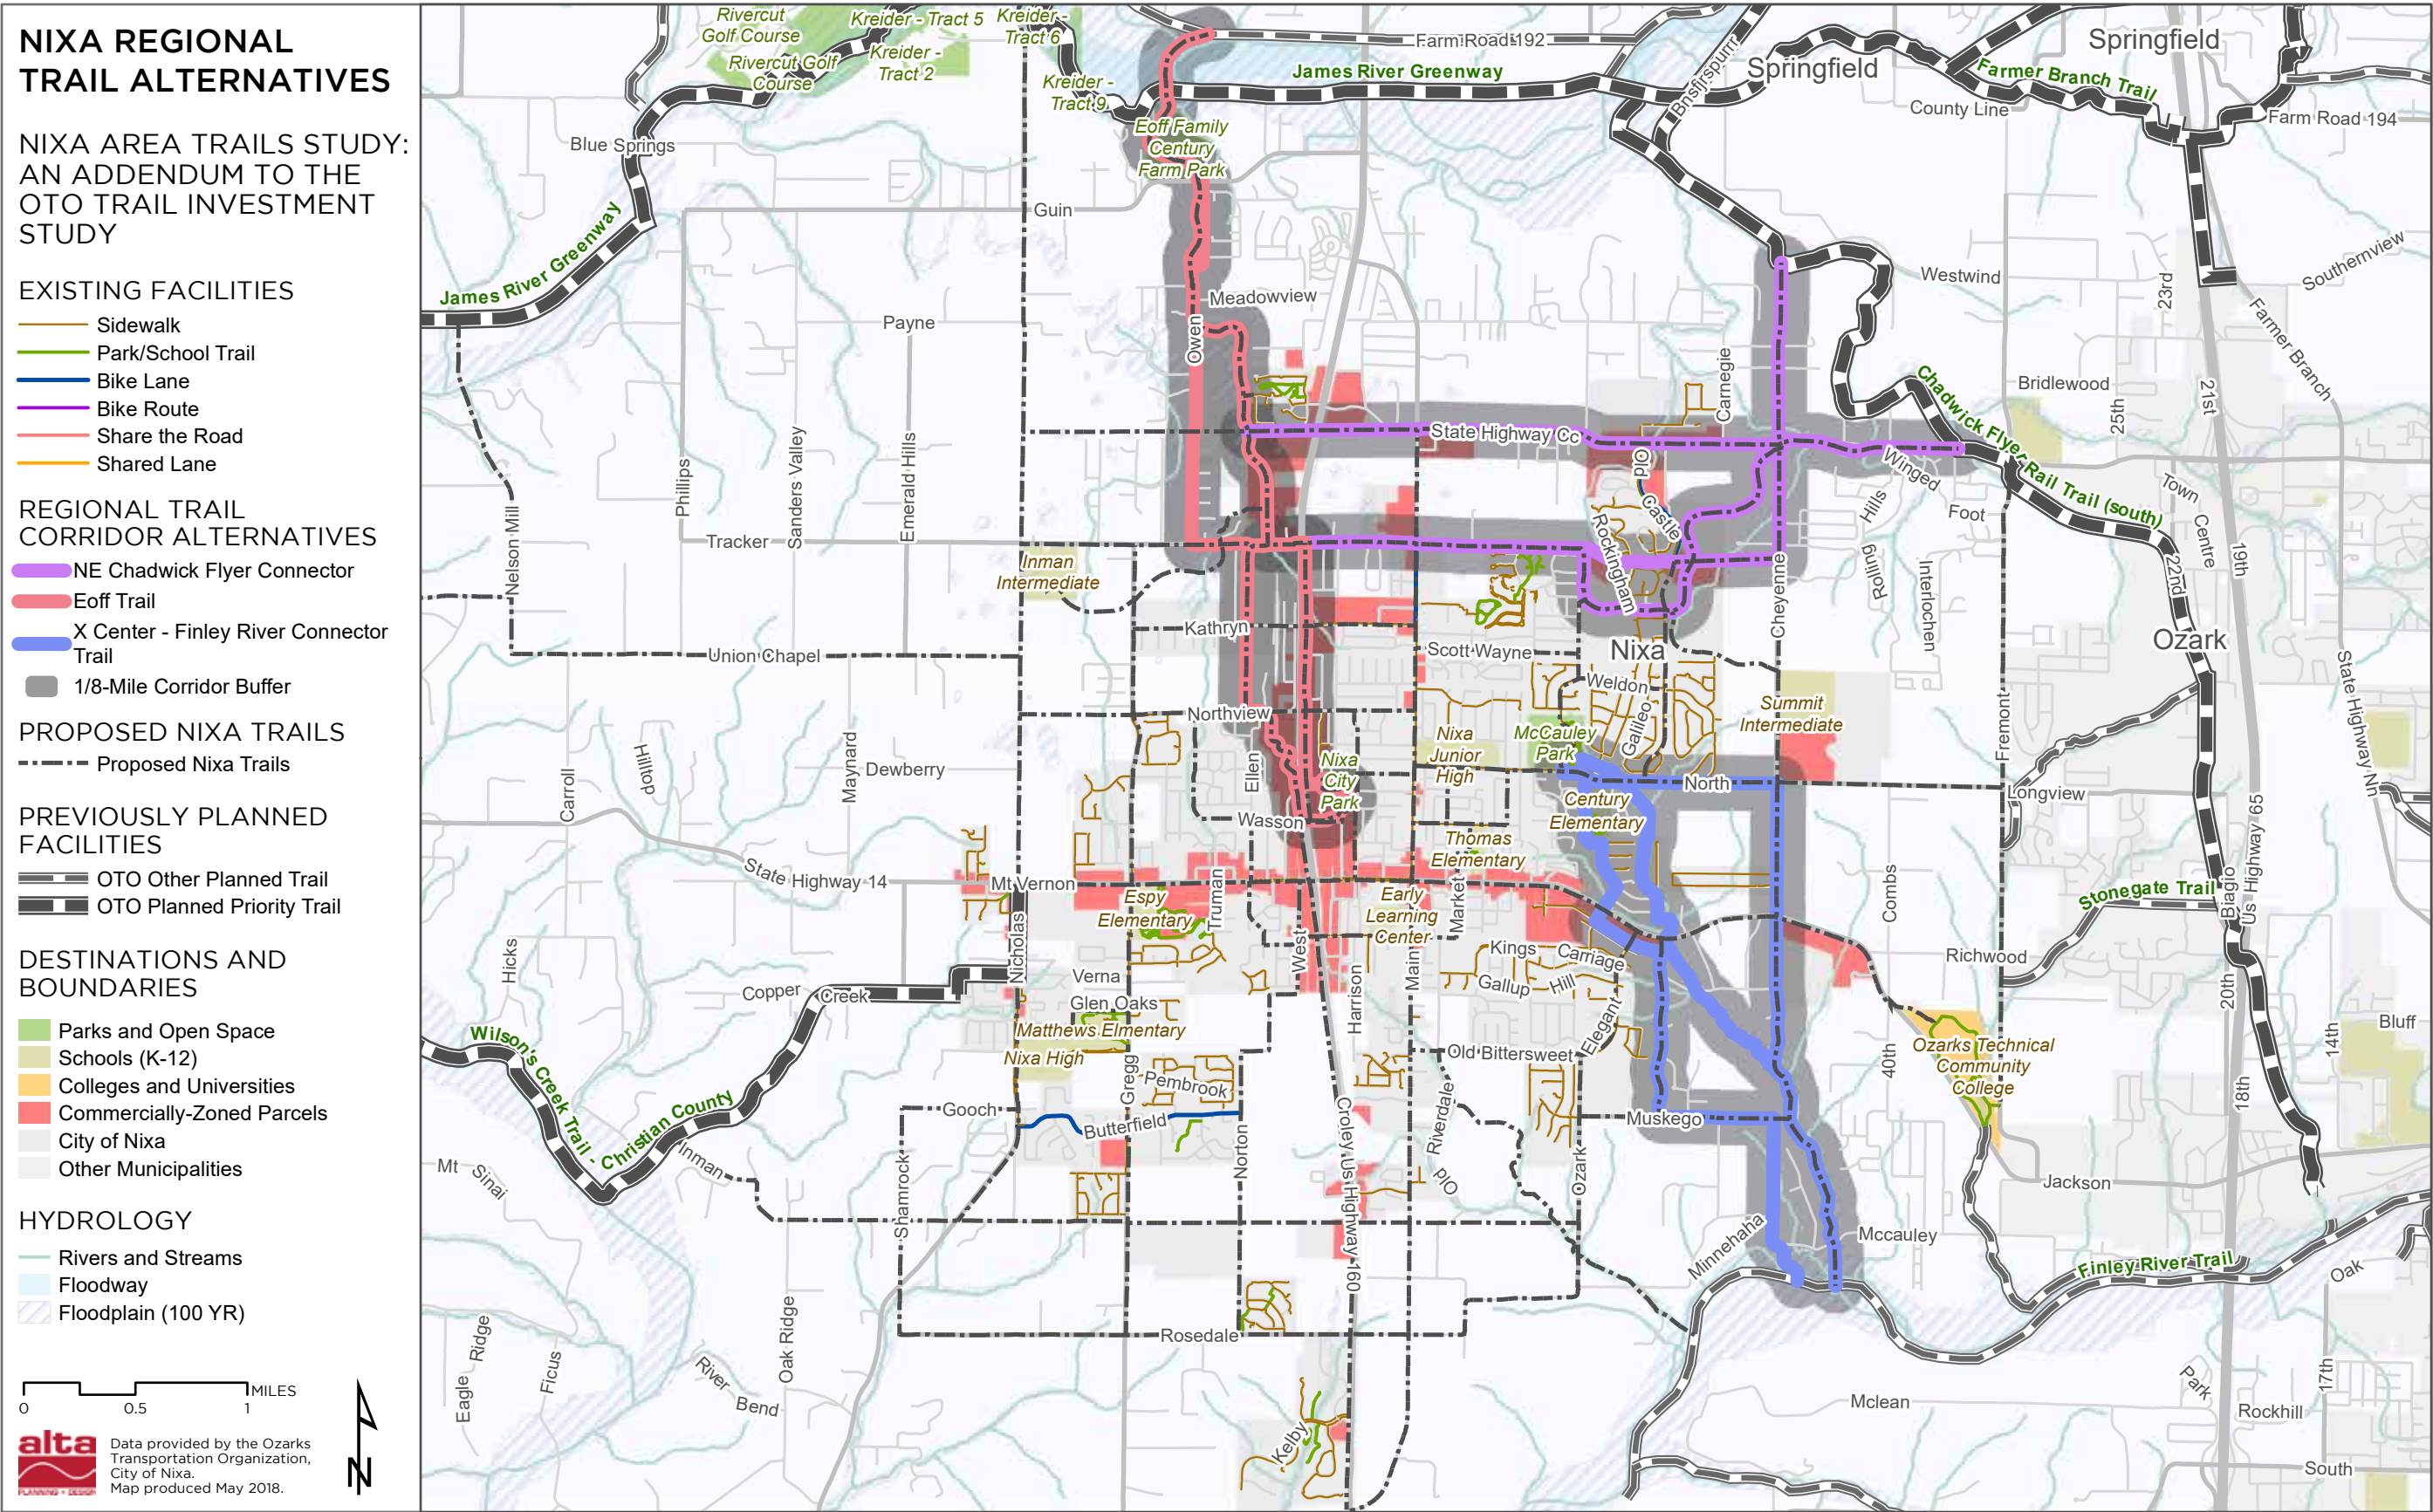 NIXA REGIONAL
TRAIL ALTERNATIVES
NIXA AREA TRAILS STUDY:
AN ADDENDUM TO THE
OTO TRAIL INVESTMENT
STUDY
EXISTING FACILITIES
Sidewalk
Park/School Trail
Bike Lane
Bike Route
Share the Road
Shared Lane
REGIONAL TRAIL
CORRIDOR ALTERNATIVES
NE Chadwick Flyer Connector
Eoff Trail
X Center - Finley River Connector
Trail
1/8-Mile Corridor Buffer
PROPOSED NIXA TRAILS
Proposed Nixa Trails
PREVIOUSLY PLANNED
FACILITIES
OTO Other Planned Trail
OTO Planned Priority Trail
DESTINATIONS AND
BOUNDARIES
Parks and Open Space
Schools (K-12)
Colleges and Universities
Commercially-Zoned Parcels
City of Nixa
Other Municipalities
HYDROLOGY
Rivers and Streams
Floodway
Floodplain (100 YR)
MILES
0 0.5 1
alta
PLANNING + DESIGN
Data provided by the Ozarks
Transportation Organization,
City of Nixa.
Map produced May 2018.
N
Rivercut
Golf Course
Kreider - Tract 5
Kreider -
Tract 6
Kreider -
Tract 2
Rivercut Golf
Course
Kreider -
Tract 9
Farm Road 192
James River Greenway
Bnsf/rspurrr
Springfield
Springfield
Farmer Branch Trail
County Line
Farm Road 194
Blue Springs
Eoff Family
Century
Farm Park
Guin
James River Greenway
Westwind
Southernview
23rd
Farmer Branch
Meadowview
Payne
Owen
Carnegie
Bridlewood
25th
21st
Chadwick Flyer Rail Trail (south)
State Highway Cc
Old
Castle
Winged
Foot
Hills
Rolling
Interlochen
Town
Centre
19th
22nd
Phillips
Sanders Valley
Emerald Hills
Nelson Mill
Tracker
Inman
Intermediate
Rockingham
Cheyenne
Kathryn
Union Chapel
Scott Wayne
Nixa
Ozark
Weldon
Galileo
Summit
Intermediate
Fremont
State Highway Nn
Northview
Nixa
Junior
High
McCauley
Park
Carroll
Hilltop
Maynard
Dewberry
Ellen
Nixa
City
Park
North
Longview
Wasson
Century
Elementary
Thomas
Elementary
Us Highway 65
State Highway 14
Mt Vernon
Combs
Biagio
Stonegate Trail
Espy
Elementary
Truman
Early
Learning
Center
Market
Nicholas
Hicks
West
Kings
Carriage
Richwood
Verna
Copper
Creek
Harrison
Main
Gallup
Hill
Glen Oaks
20th
Bluff
Wilson's Creek Trail - Christian County
Matthews Elmentary
Nixa High
Elegant
Old Bittersweet
40th
Ozarks Technical
Community
College
14th
Gregg
Pembrook
Gooch
Butterfield
Muskego
18th
Croley
Us Highway 160
Riverdale
Old
Mt
Sinai
Inman
Shamrock
Norton
Ozark
Jackson
Minnehaha
Mccauley
Finley River Trail
Oak
Eagle
Ridge
Ficus
Oak Ridge
Rosedale
River
Bend
Park
17th
Mclean
Rockhill
Kelby
South